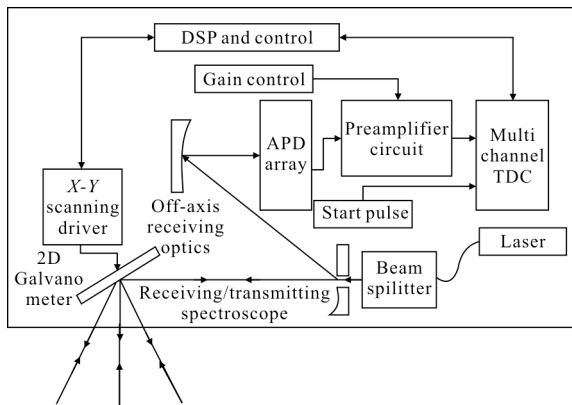 DSP and control
Gain control
APD
array
Preamplifier
circuit
Multi
channel
TDC
X-Y
scanning
driver
Off-axis
receiving
optics
Start pulse
Laser
2D
Galvano
meter
Beam
spilitter
Receiving/transmitting
spectroscope